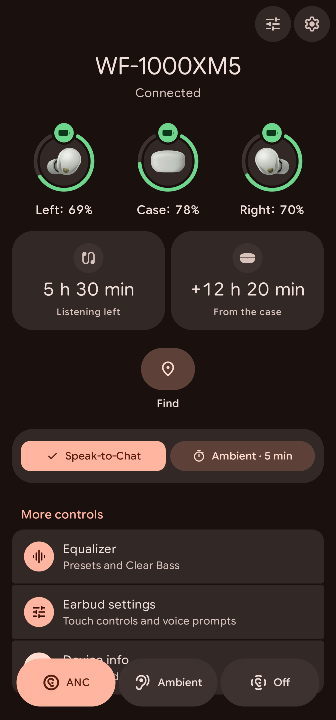 WF-1000XM5
Connected
Left: 69%
Case: 78%
Right: 70%
5 h 30 min
Listening left
+12 h 20 min
From the case
Find
Speak-to-Chat
Ambient · 5 min
More controls
Equalizer
Presets and Clear Bass
Earbud settings
Touch controls and voice prompts
Device info
ANC
Ambient
Off